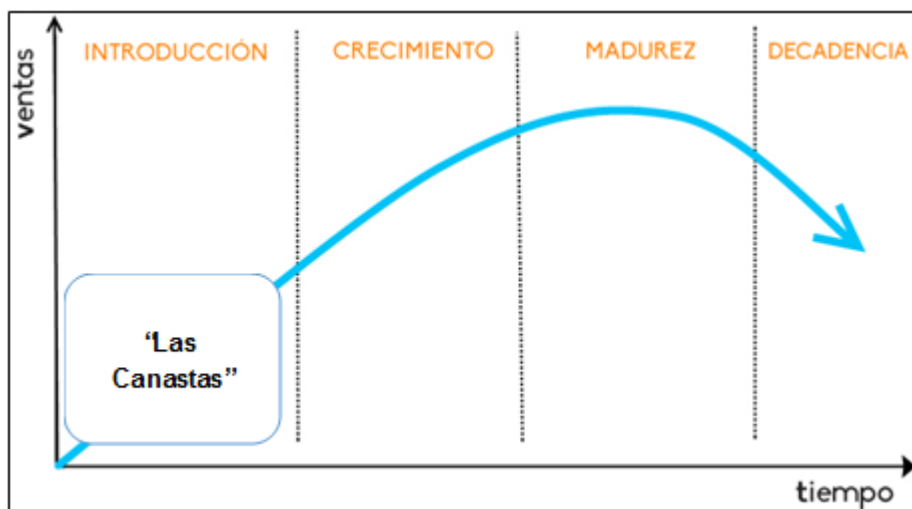 ventas
INTRODUCCIÓN
CRECIMIENTO
MADUREZ
DECADENCIA
“Las
Canastas”
tiempo